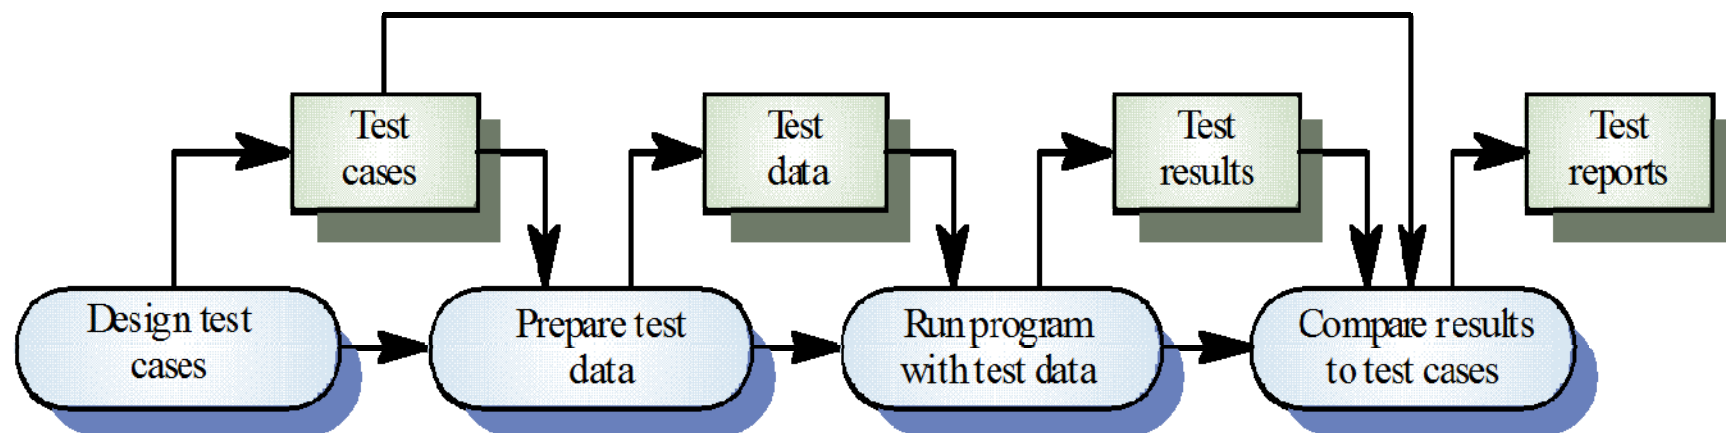 Test
cases
Test
data
Test
results
Test
reports
Design test
cases
Prepare test
data
Run program
with test data
Compare results
to test cases